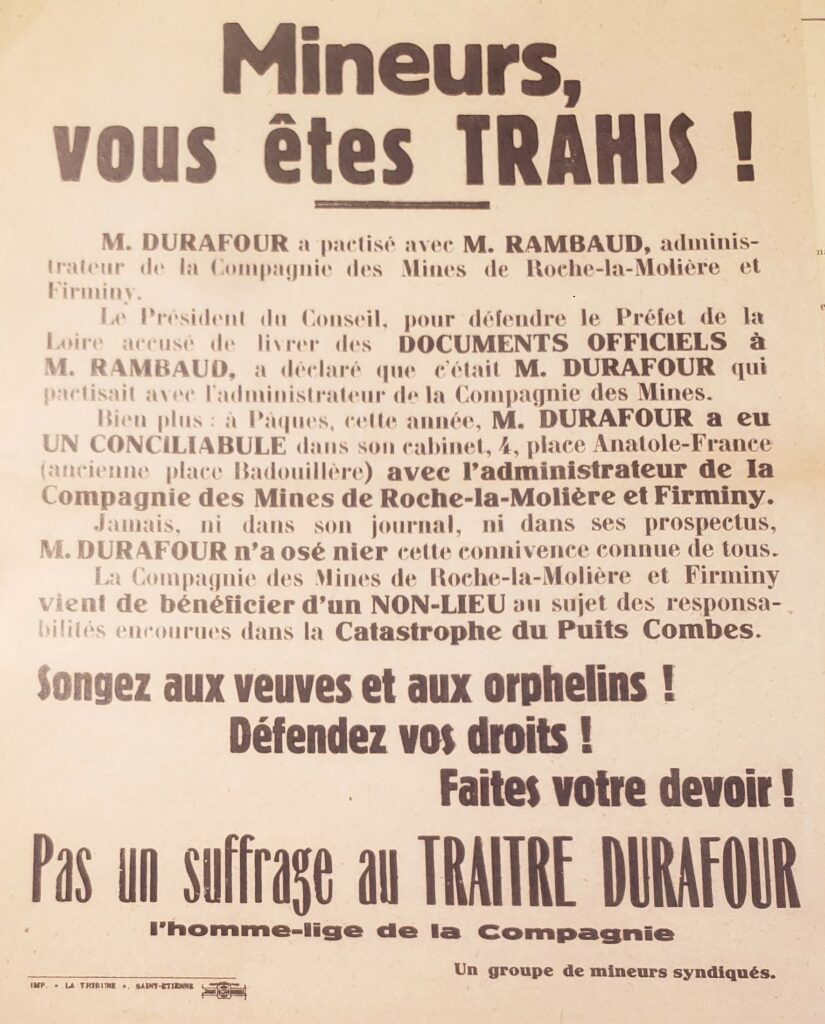 Mineurs,
vous êtes TRAHIS !
M. DURAFOUR a pactisé avec M. RAMBAUD, adminis-
trateur de la Compagnie des Mines de Roche-la-Molière et
Firminy.
Le Président du Conseil, pour défendre le Préfet de la
Loire accusé de livrer des DOCUMENTS OFFICIELS à
M. RAMBAUD, a déclaré que c'était M. DURAFOUR qui
pactisait avec l'administrateur de la Compagnie des Mines.
Bien plus : à Pâques, cette année, M. DURAFOUR a eu
UN CONCILIABULE dans son cabinet, 4, place Anatole-France
(ancienne place Badouillère) avec l'administrateur de la
Compagnie des Mines de Roche-la-Molière et Firminy.
Jamais, ni dans son journal, ni dans ses prospectus,
M. DURAFOUR n'a osé nier cette connivence connue de tous.
La Compagnie des Mines de Roche-la-Molière et Firminy
vient de bénéficier d'un NON-LIEU au sujet des responsa-
bilités encourues dans la Catastrophe du Puits Combes.
Songez aux veuves et aux orphelins !
Défendez vos droits !
Faites votre devoir !
Pas un suffrage au TRAITRE DURAFOUR
l'homme-lige de la Compagnie
Un groupe de mineurs syndiqués.
IMP. « LA TRIBUNE », SAINT-ETIENNE